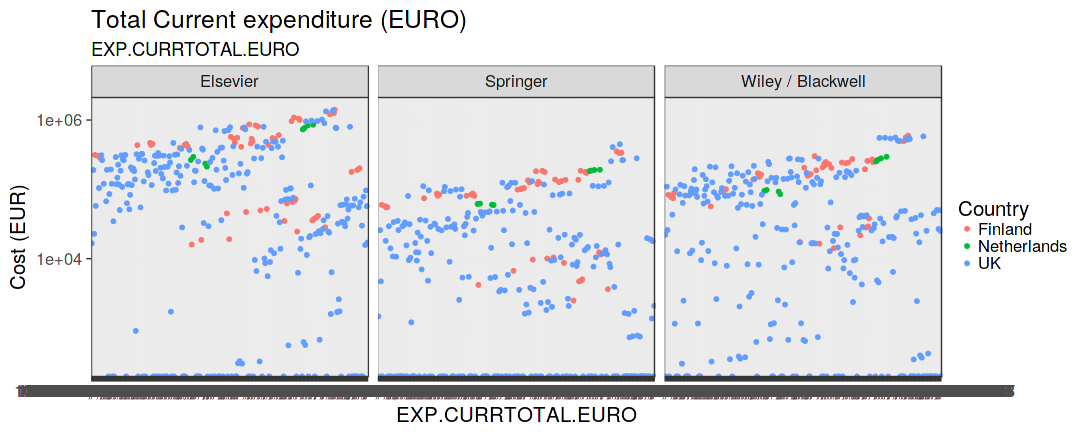 Total Current expenditure (EURO)
EXP.CURRTOTAL.EURO
Elsevier Springer Wiley / Blackwell
1e+06
1e+04
Cost (EUR)
Country
Finland
Netherlands
UK
EXP.CURRTOTAL.EURO